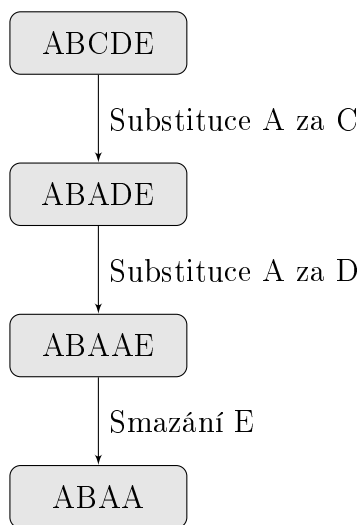 ABCDE
Substituce A za C
ABADE
Substituce A za D
ABAAE
Smazání E
ABAA